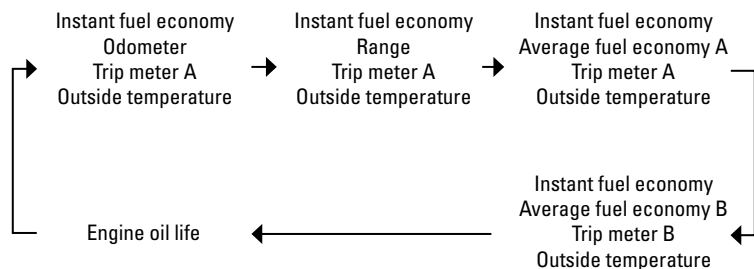 Instant fuel economy
Odometer
Trip meter A
Outside temperature
Instant fuel economy
Range
Trip meter A
Outside temperature
Instant fuel economy
Average fuel economy A
Trip meter A
Outside temperature
Instant fuel economy
Average fuel economy B
Trip meter B
Outside temperature
Engine oil life